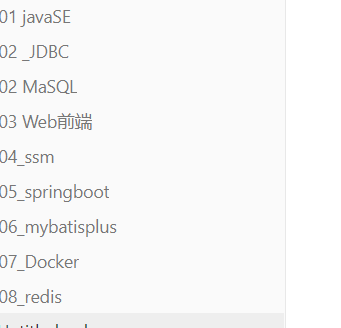 01 javaSE
02 _JDBC
02 MaSQL
03 Web前端
04_ssm
05_springboot
06_mybatisplus
07_Docker
08_redis